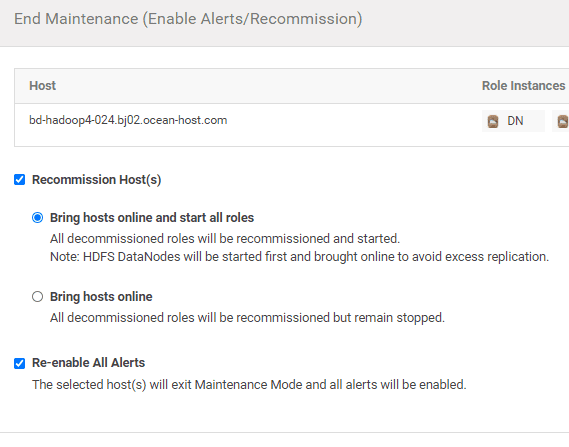 End Maintenance (Enable Alerts/Recommission)
Host Role Instances
bd-hadoop4-024.bj02.ocean-host.com DN
Recommission Host(s)
Bring hosts online and start all roles
All decommissioned roles will be recommissioned and started.
Note: HDFS DataNodes will be started first and brought online to avoid excess replication.
Bring hosts online
All decommissioned roles will be recommissioned but remain stopped.
Re-enable All Alerts
The selected host(s) will exit Maintenance Mode and all alerts will be enabled.